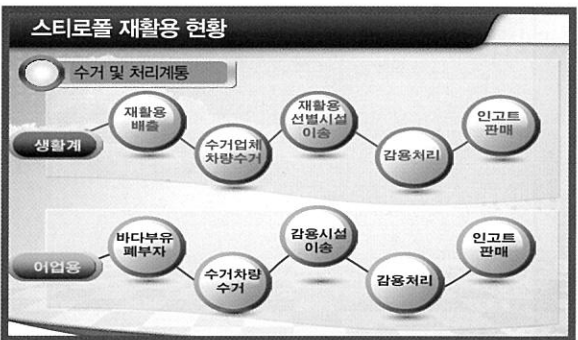 스티로폴 재활용 현황
수거 및 처리계통
생활계
재활용
배출
수거업체
차량수거
재활용
선별시설
이송
감용처리
인고트
판매
어업용
바다부유
폐부자
수거차량
수거
감용시설
이송
감용처리
인고트
판매